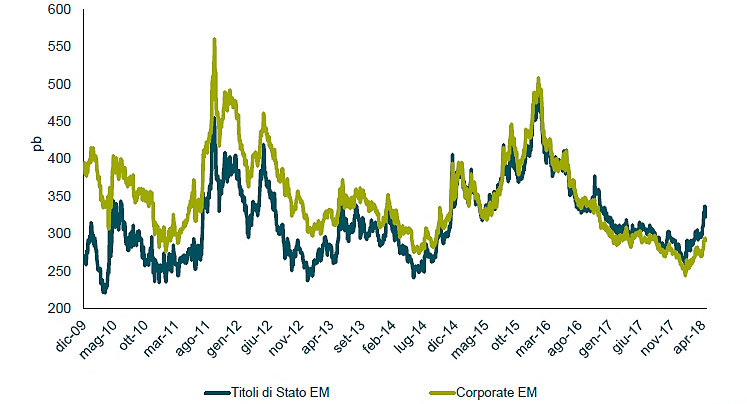 600
550
500
450
400
350
300
250
200
pb
dic-09
mag-10
ott-10
mar-11
ago-11
gen-12
giu-12
nov-12
apr-13
set-13
feb-14
lug-14
dic-14
mag-15
ott-15
mar-16
ago-16
gen-17
giu-17
nov-17
apr-18
Titoli di Stato EM
Corporate EM